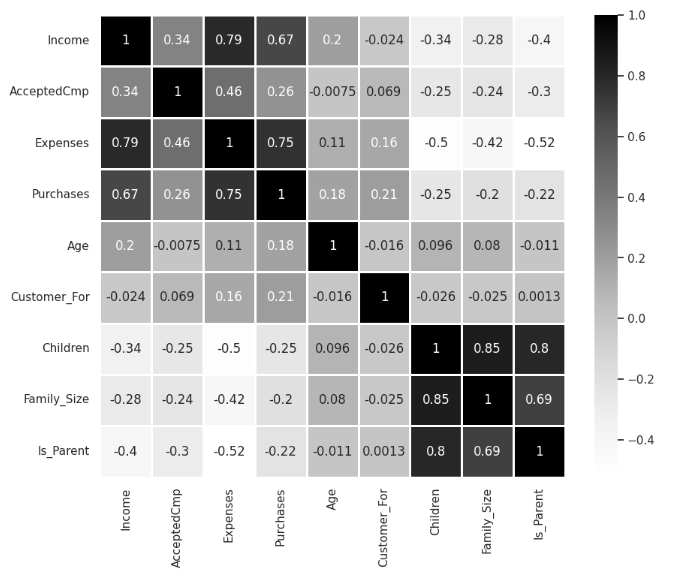 Income 1 0.34 0.79 0.67 0.2 -0.024 -0.34 -0.28 -0.4
AcceptedCmp 0.34 1 0.46 0.26 -0.0075 0.069 -0.25 -0.24 -0.3
Expenses 0.79 0.46 1 0.75 0.11 0.16 -0.5 -0.42 -0.52
Purchases 0.67 0.26 0.75 1 0.18 0.21 -0.25 -0.2 -0.22
Age 0.2 -0.0075 0.11 0.18 1 -0.016 0.096 0.08 -0.011
Customer_For -0.024 0.069 0.16 0.21 -0.016 1 -0.026 -0.025 0.0013
Children -0.34 -0.25 -0.5 -0.25 0.096 -0.026 1 0.85 0.8
Family_Size -0.28 -0.24 -0.42 -0.2 0.08 -0.025 0.85 1 0.69
Is_Parent -0.4 -0.3 -0.52 -0.22 -0.011 0.0013 0.8 0.69 1
Income
AcceptedCmp
Expenses
Purchases
Age
Customer_For
Children
Family_Size
Is_Parent
1.0
0.8
0.6
0.4
0.2
0.0
−0.2
−0.4